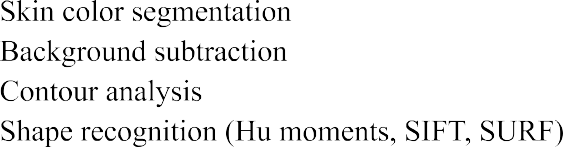 Skin color segmentation
Background subtraction
Contour analysis
Shape recognition (Hu moments, SIFT, SURF)